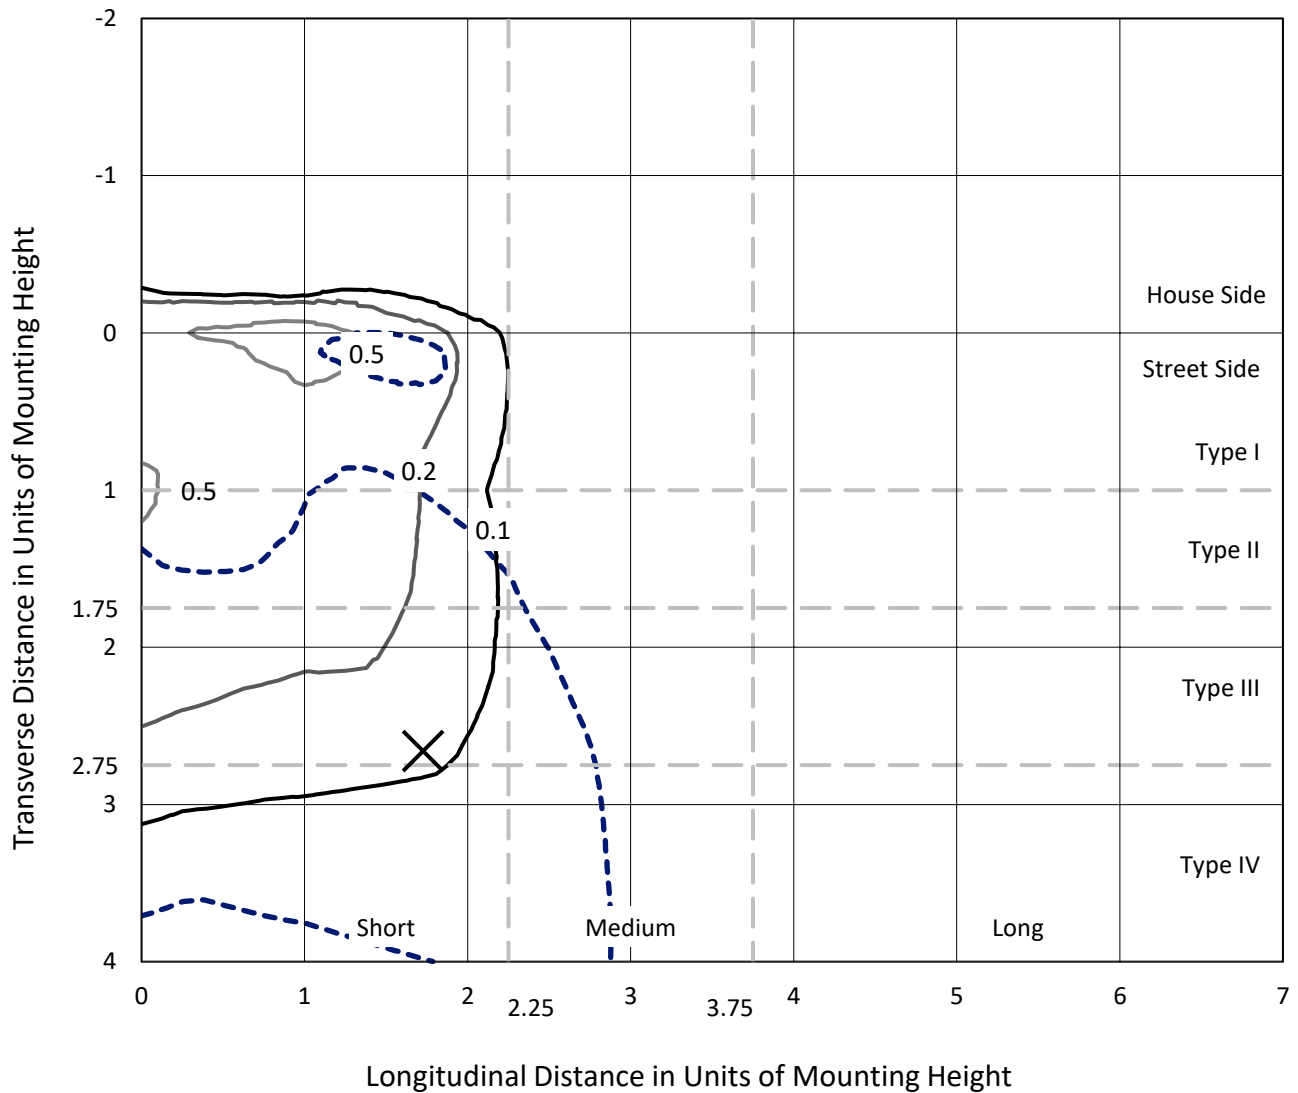 -2
-1
House Side
0
0.5
Street Side
Type I
0.2
1
0.5
0.1
Type II
1.75
2
Type III
2.75
3
Type IV
Short
Medium
Long
4
0
1
2
2.25
3
3.75
4
5
6
7
Transverse Distance in Units of Mounting Height
Longitudinal Distance in Units of Mounting Height